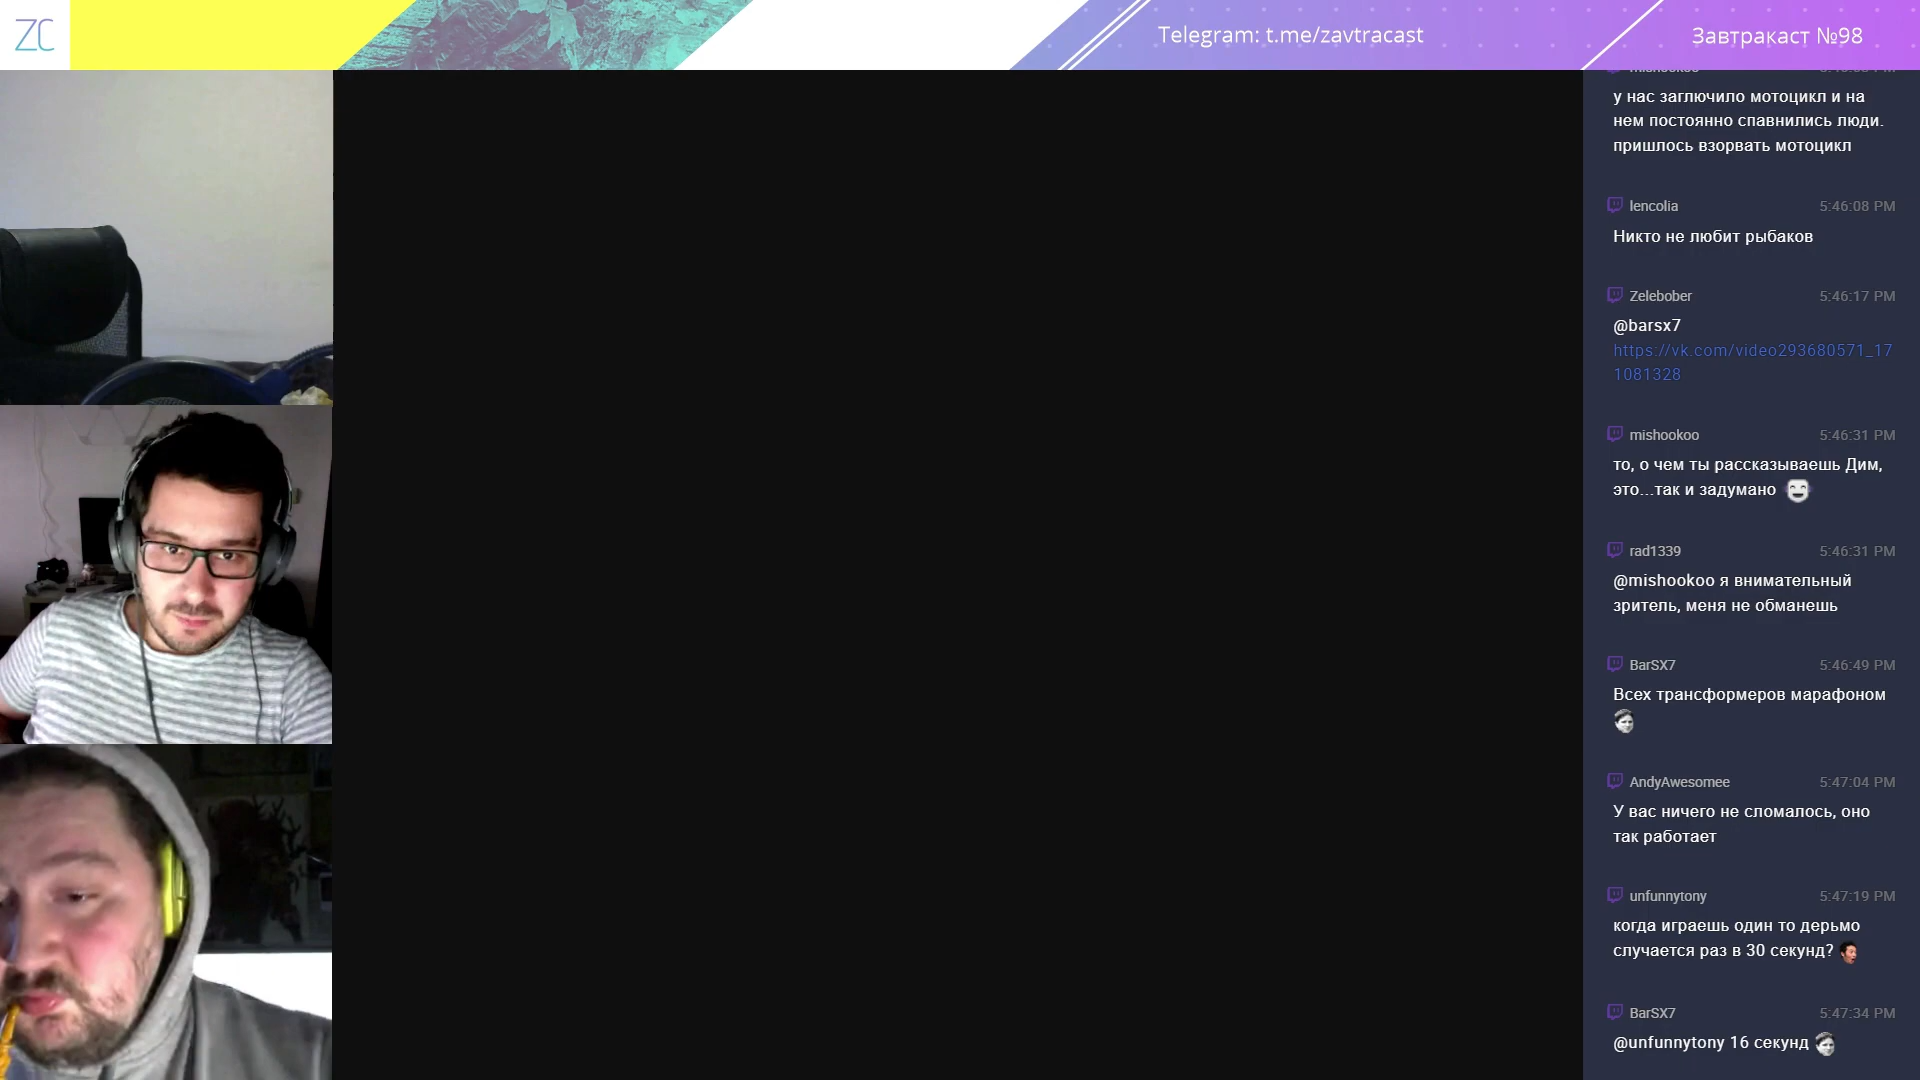 ZC
Telegram: t.me/zavtracast
Завтракаст №98
у нас заглючило мотоцикл и на
нем постоянно спавнились люди.
пришлось взорвать мотоцикл
lencolia 5:46:08 PM
Никто не любит рыбаков
Zelebober 5:46:17 PM
@barsx7
https://vk.com/video293680571_17
1081328
mishookoo 5:46:31 PM
то, о чем ты рассказываешь Дим,
это...так и задумано
rad1339 5:46:31 PM
@mishookoo я внимательный
зритель, меня не обманешь
BarSX7 5:46:49 PM
Всех трансформеров марафоном
AndyAwesomee 5:47:04 PM
У вас ничего не сломалось, оно
так работает
unfunnytony 5:47:19 PM
когда играешь один то дерьмо
случается раз в 30 секунд?
BarSX7 5:47:34 PM
@unfunnytony 16 секунд